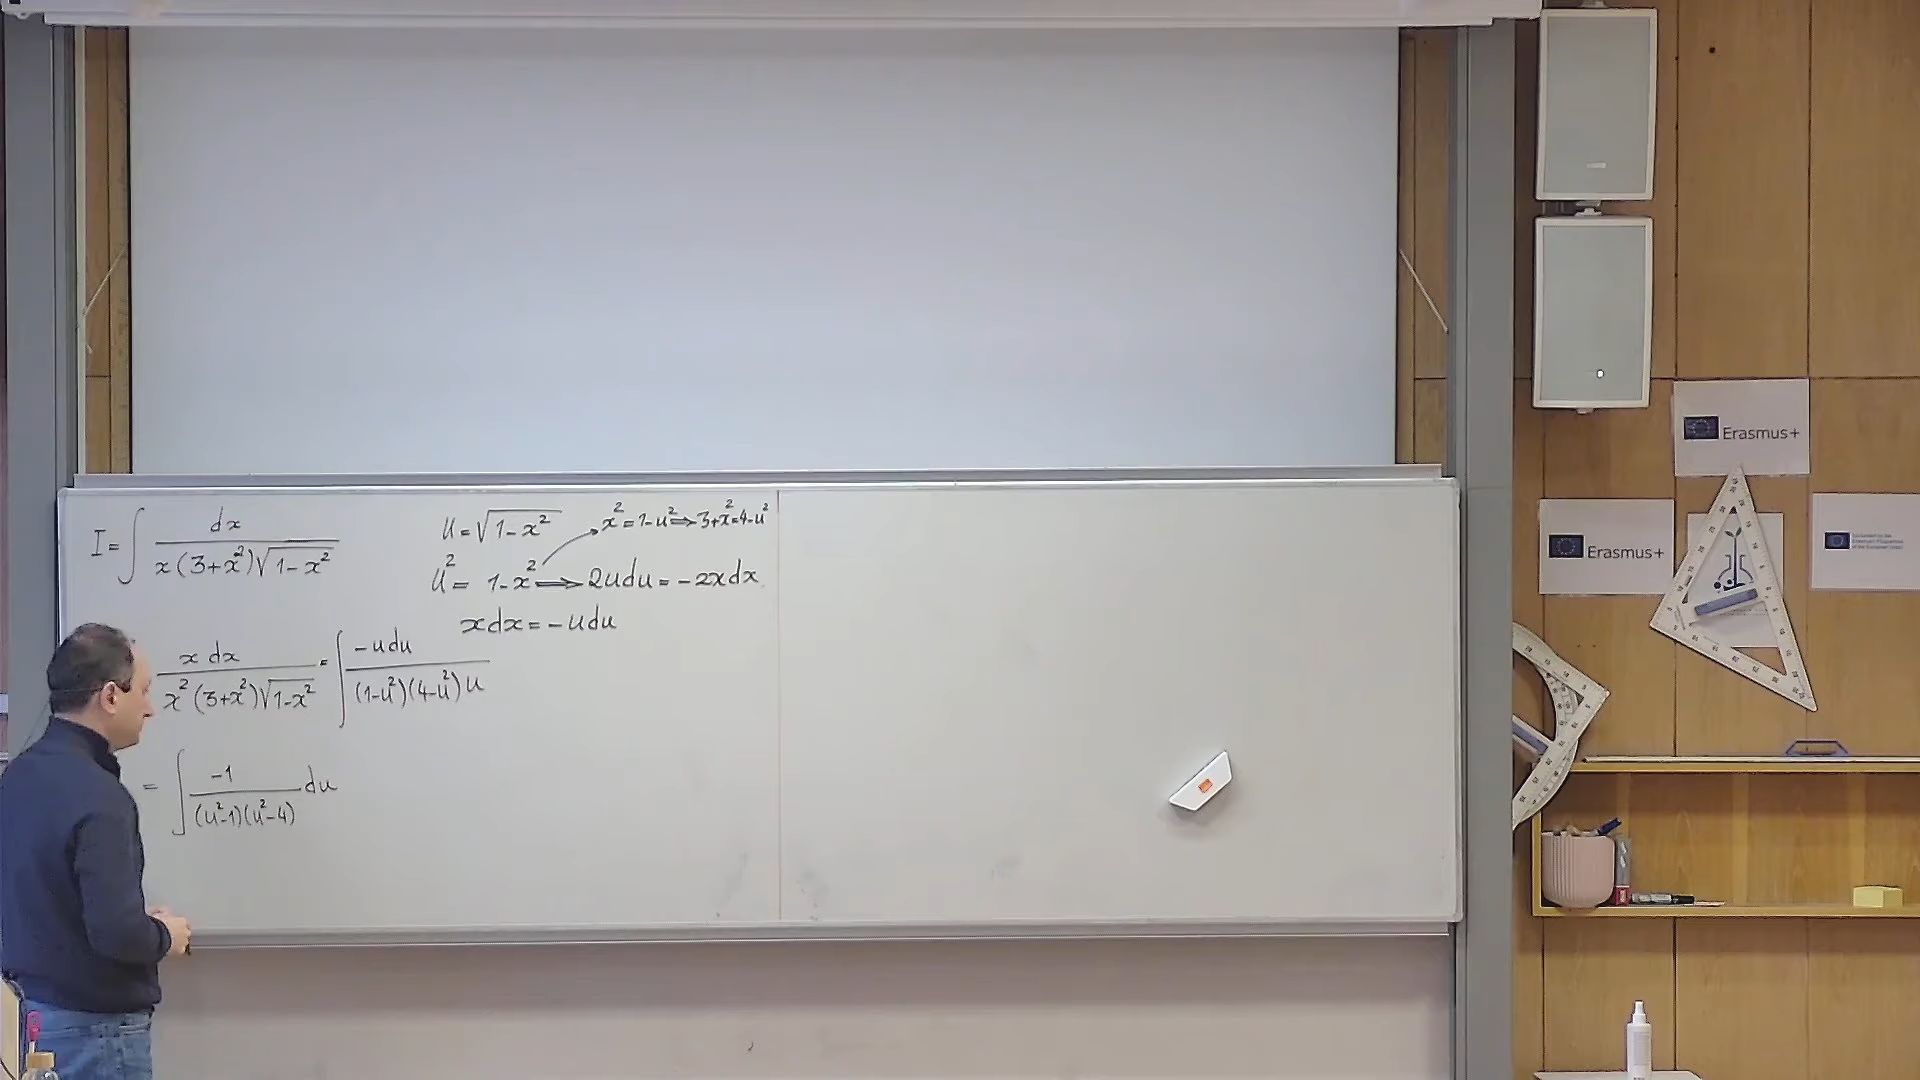 I = ∫ dx / x(3+x²)√1-x²
u = √1-x²
x² = 1-u² ⇒ 3+x² = 4-u²
u² = 1-x² ⇒ 2udu = -2xdx
xdx = -udu
x dx / x²(3+x²)√1-x² = ∫ -udu / (1-u²)(4-u²)u
= ∫ -1 / (u²-1)(u²-4) du
Erasmus+
Erasmus+